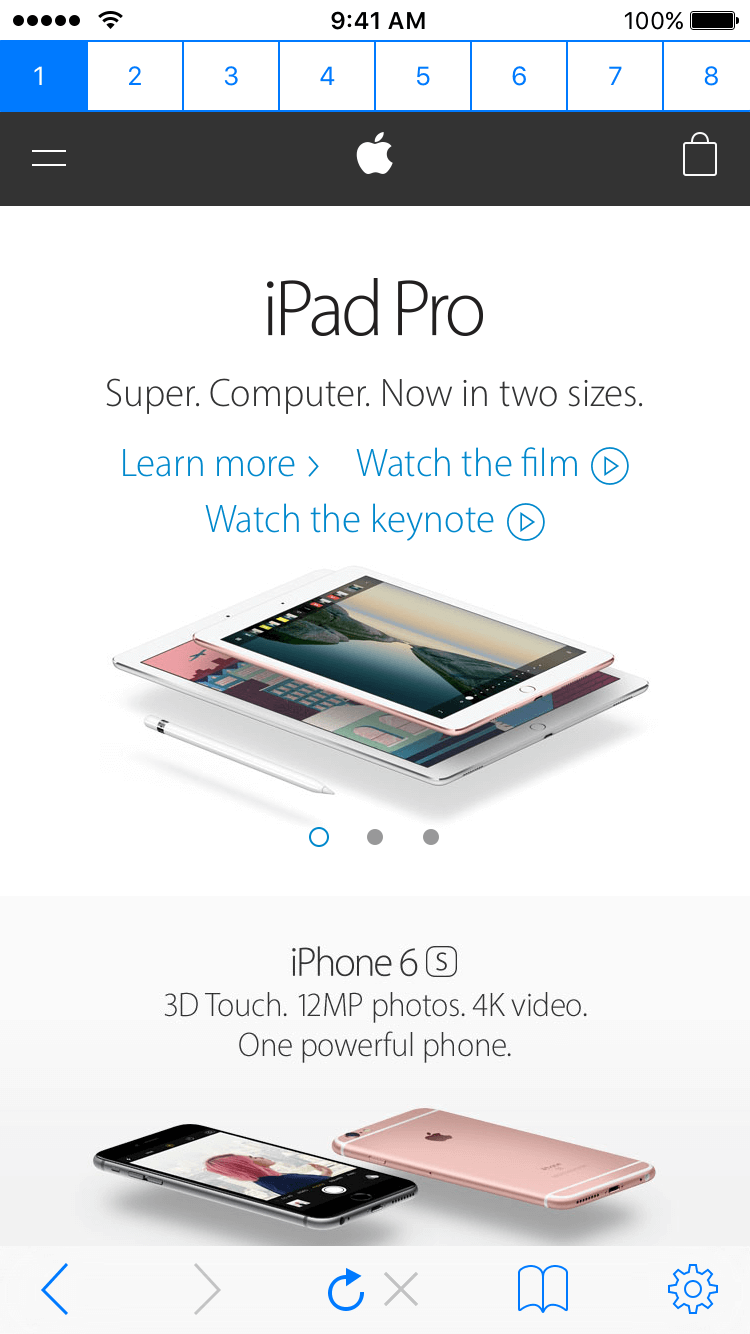 9:41 AM 100%
1 2 3 4 5 6 7 8
iPad Pro
Super. Computer. Now in two sizes.
Learn more > Watch the film
Watch the keynote
iPhone 6 S
3D Touch. 12MP photos. 4K video.
One powerful phone.